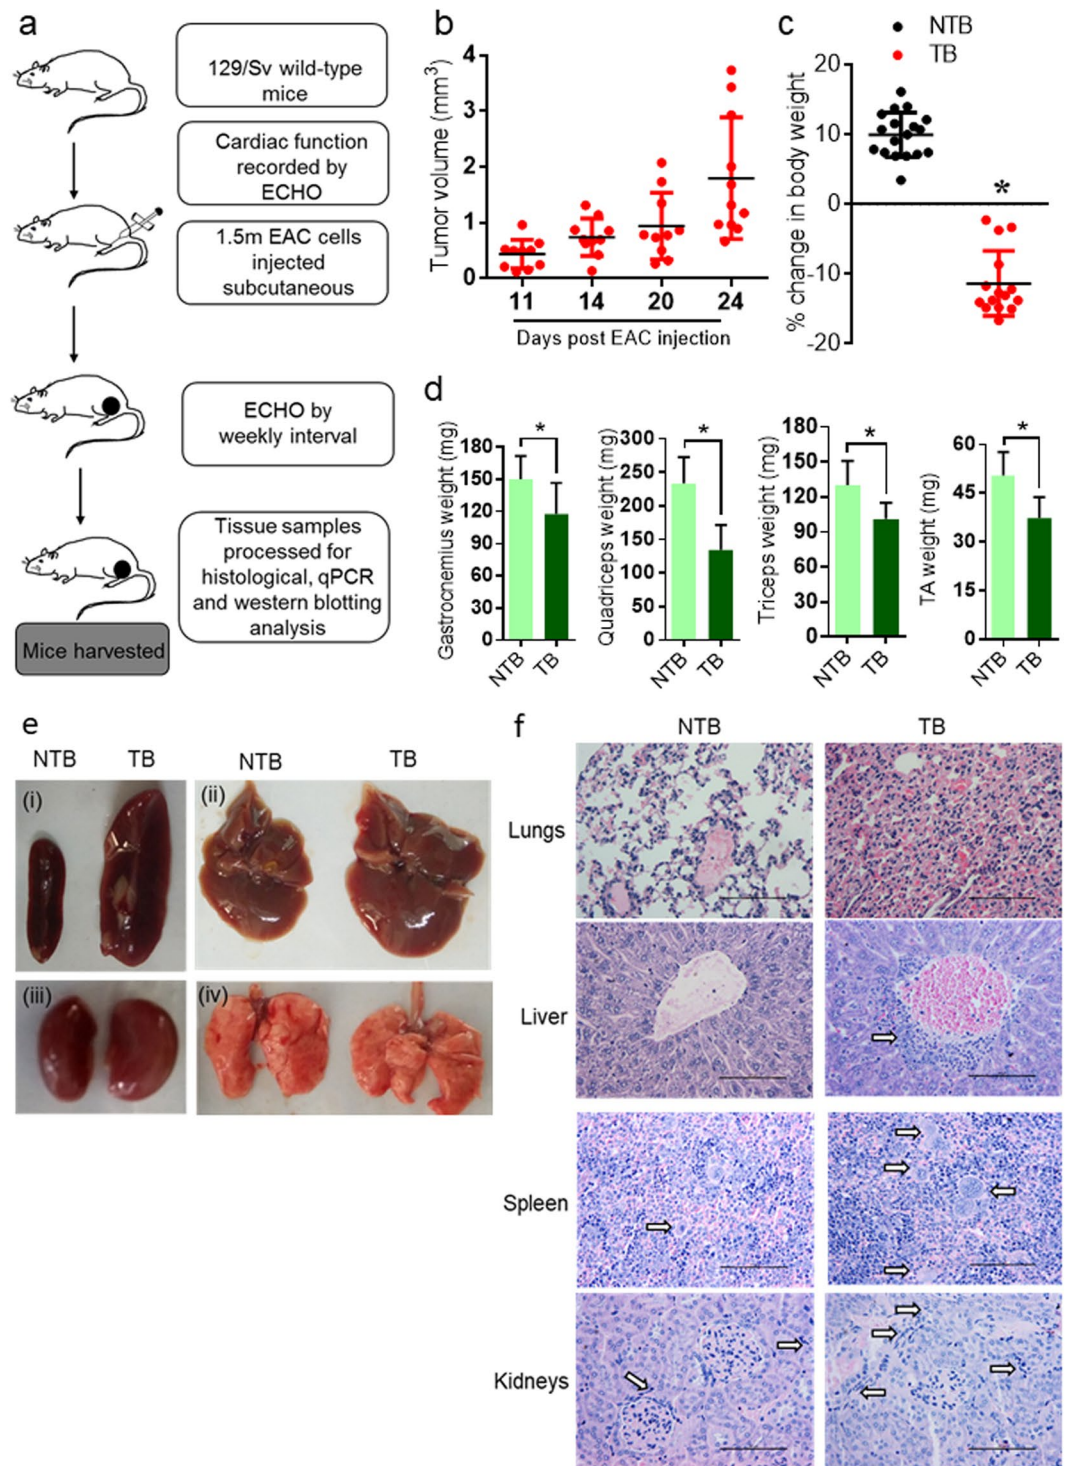 a
129/Sv wild-type
mice
Cardiac function
recorded by
ECHO
1.5m EAC cells
injected
subcutaneous
ECHO by
weekly interval
Tissue samples
processed for
histological, qPCR
and western blotting
analysis
Mice harvested
b
Tumor volume (mm³)
4
3
2
1
0
11 14 20 24
Days post EAC injection
c
NTB
TB
% change in body weight
20
10
0
-10
-20
*
d
Gastrocnemius weight (mg)
180
150
120
90
60
30
0
*
NTB TB
Quadriceps weight (mg)
300
250
200
150
100
50
0
*
NTB TB
Triceps weight (mg)
180
150
120
90
60
30
0
*
NTB TB
TA weight (mg)
60
45
30
15
0
*
NTB TB
e
NTB TB NTB TB
(i) (ii)
(iii) (iv)
f
NTB TB
Lungs
Liver
Spleen
Kidneys